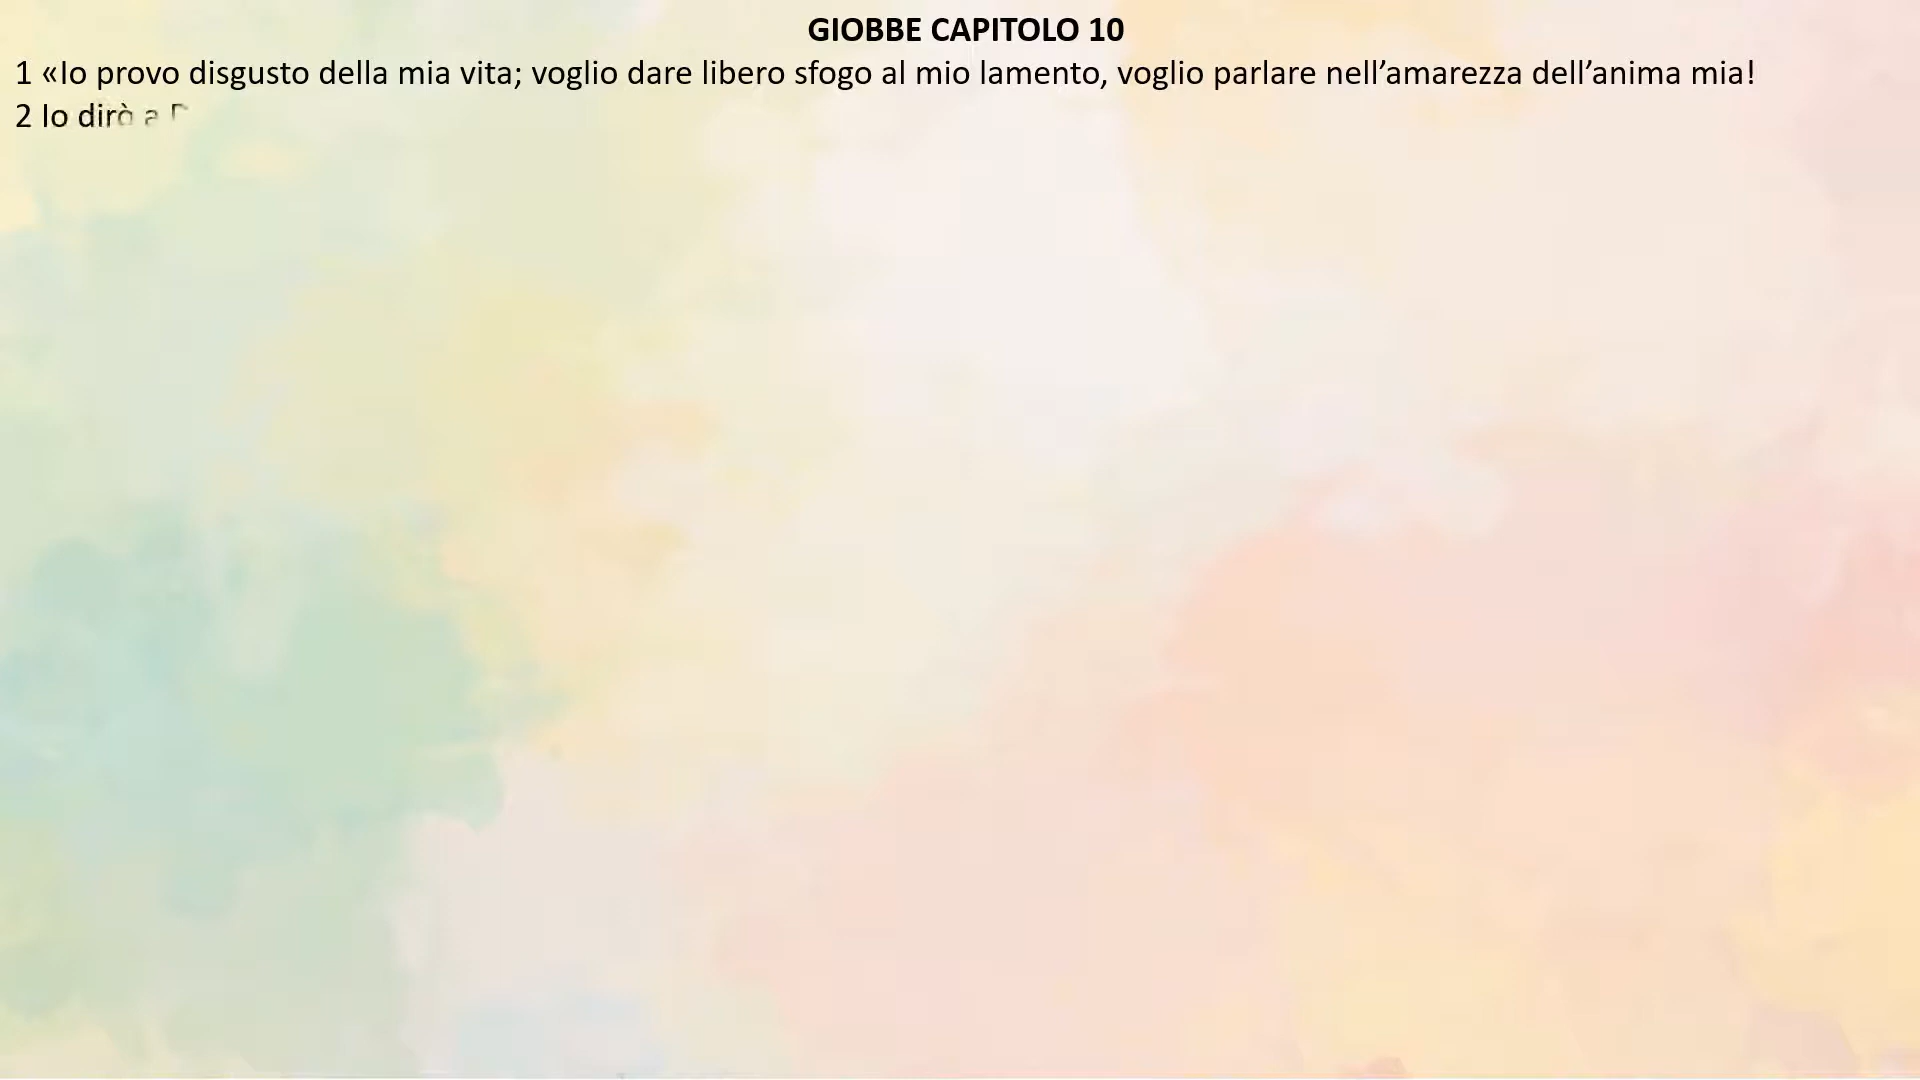 GIOBBE CAPITOLO 10
1 «Io provo disgusto della mia vita; voglio dare libero sfogo al mio lamento, voglio parlare nell’amarezza dell’anima mia!
2 Io dirò a